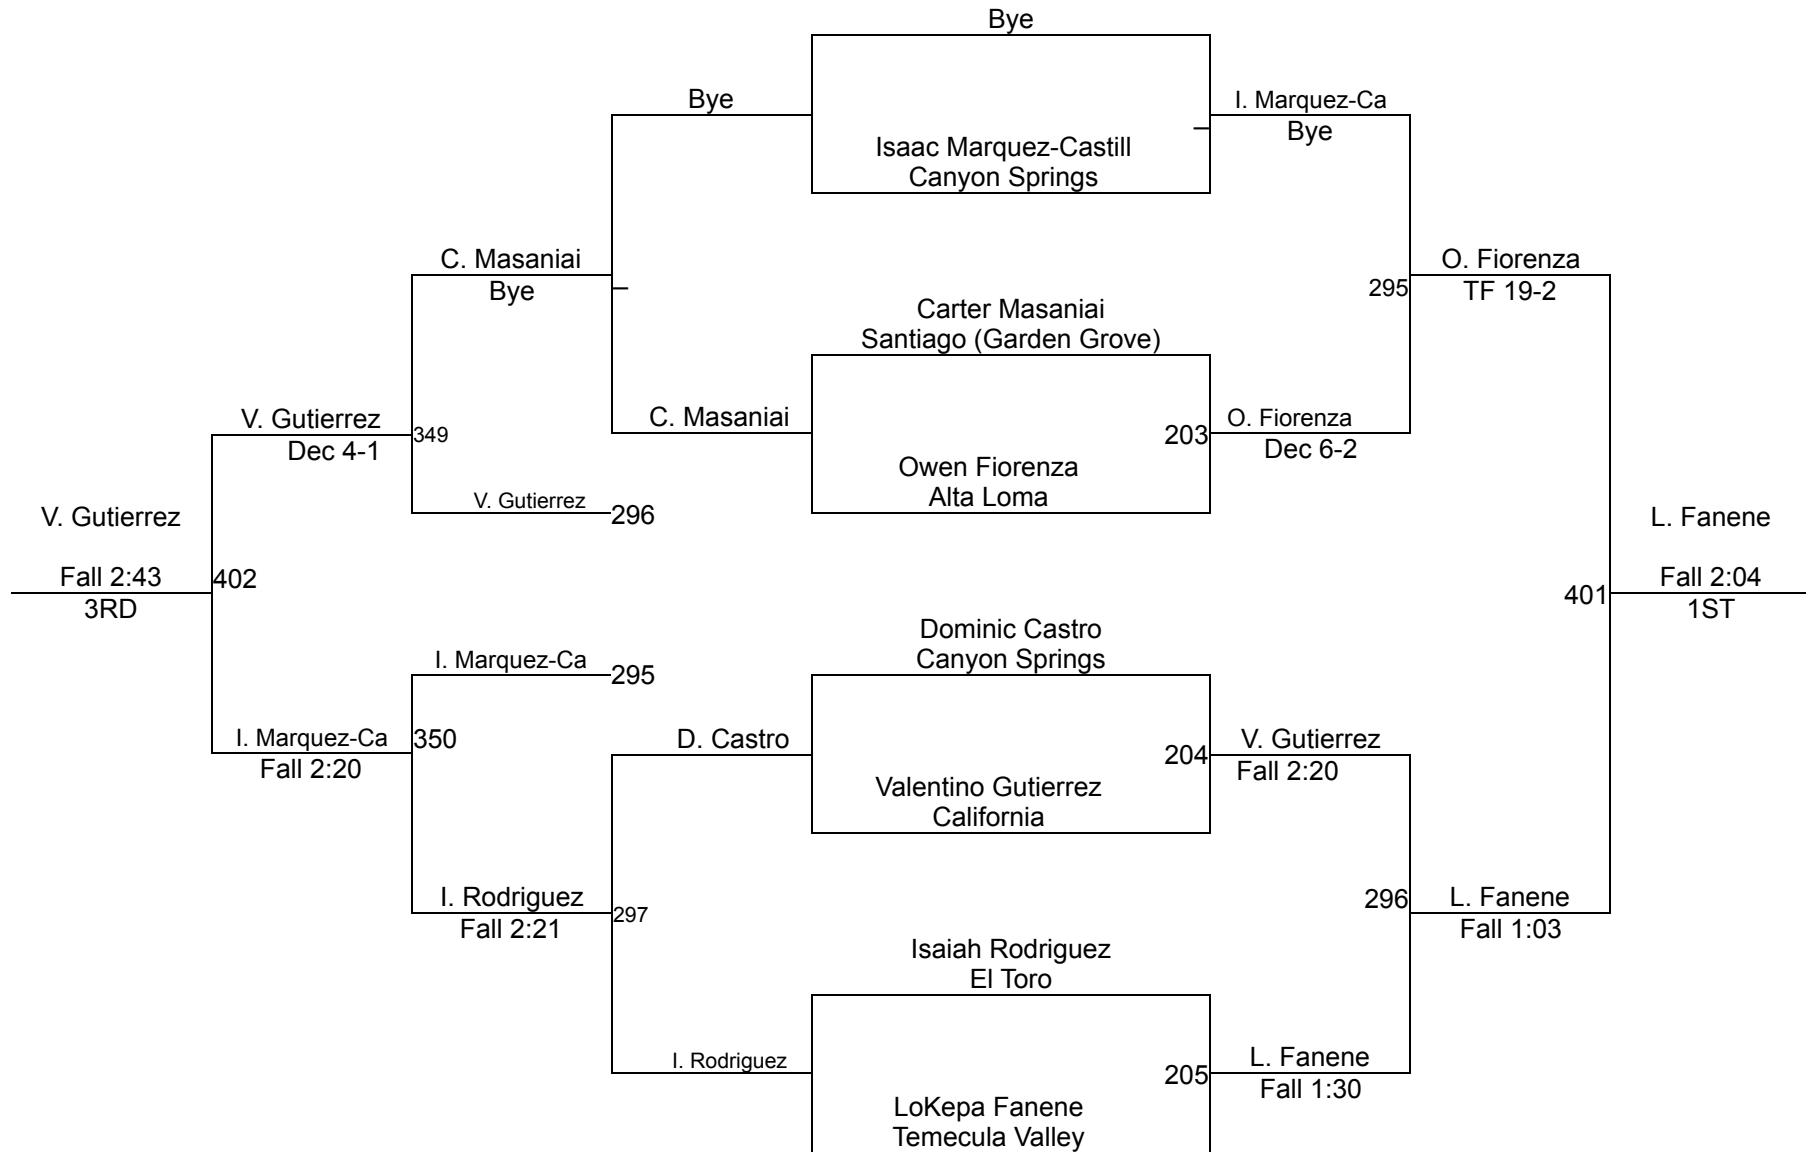 Bye
Bye
I. Marquez-Ca
Bye
Isaac Marquez-Castill
Canyon Springs
C. Masaniai
Bye
O. Fiorenza
TF 19-2
295
Carter Masaniai
Santiago (Garden Grove)
V. Gutierrez
Dec 4-1
349
C. Masaniai
203
O. Fiorenza
Dec 6-2
Owen Fiorenza
Alta Loma
V. Gutierrez
296
V. Gutierrez
Fall 2:43
3RD
402
L. Fanene
Fall 2:04
1ST
401
Dominic Castro
Canyon Springs
I. Marquez-Ca
295
I. Marquez-Ca
Fall 2:20
350
D. Castro
204
V. Gutierrez
Fall 2:20
Valentino Gutierrez
California
I. Rodriguez
Fall 2:21
297
296
L. Fanene
Fall 1:03
Isaiah Rodriguez
El Toro
I. Rodriguez
205
L. Fanene
Fall 1:30
LoKepa Fanene
Temecula Valley